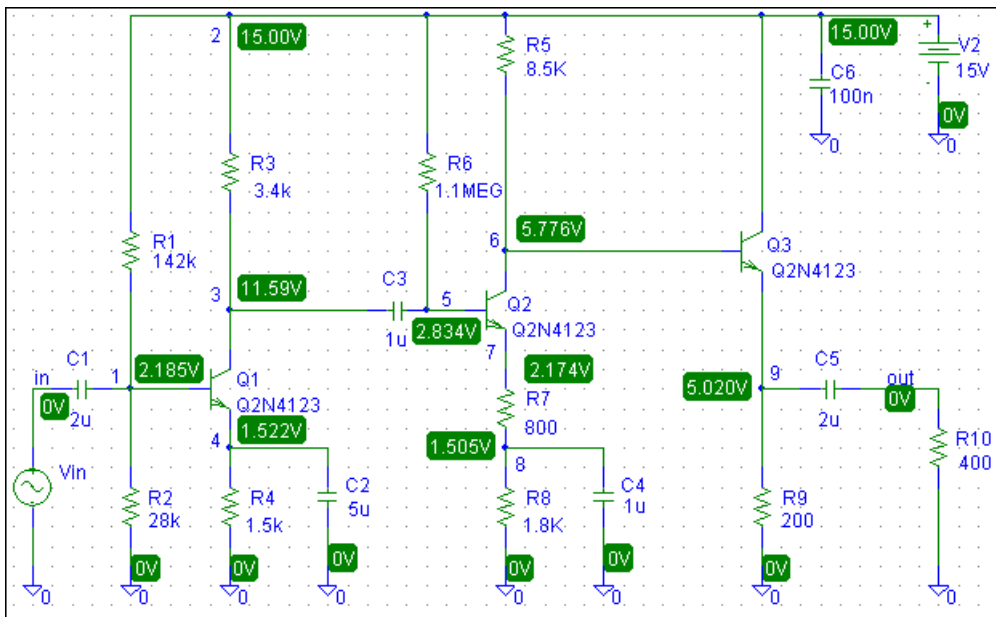 2
15.00V
R5
8.5K
15.00V
+
V2
15V
-
C6
100n
0V
0
0
R3
3.4k
R6
1.1MEG
R1
142k
6
5.776V
Q3
Q2N4123
3
11.59V
C3
1u
5
2.834V
Q2
Q2N4123
7
2.174V
in
0V
C1
2u
1
2.185V
Q1
Q2N4123
R7
800
9
5.020V
C5
2u
out
0V
4
1.522V
1.505V
8
R10
400
Vin
R2
28k
R4
1.5k
C2
5u
R8
1.8K
C4
1u
R9
200
0V
0V
0V
0V
0V
0V
0
0
0
0
0
0
0
0